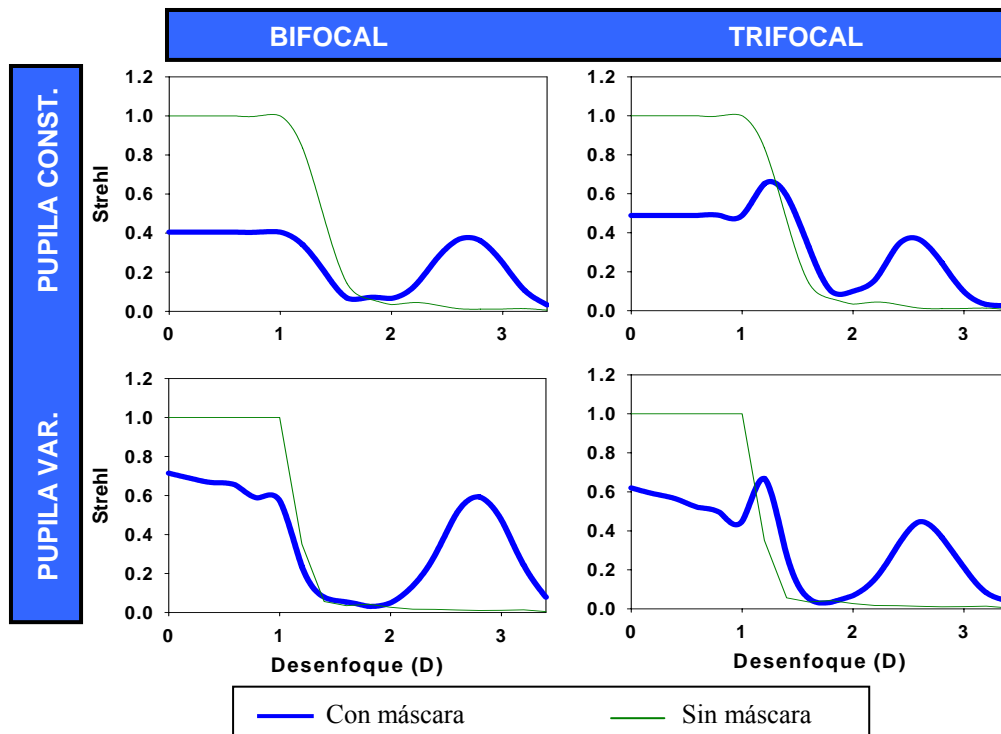 BIFOCAL
TRIFOCAL
PUPILA CONST.
Strehl
1.2
1.0
0.8
0.6
0.4
0.2
0.0
0 1 2 3
1.2
1.0
0.8
0.6
0.4
0.2
0.0
0 1 2 3
PUPILA VAR.
Strehl
1.2
1.0
0.8
0.6
0.4
0.2
0.0
0 1 2 3
Desenfoque (D)
1.2
1.0
0.8
0.6
0.4
0.2
0.0
0 1 2 3
Desenfoque (D)
Con máscara
Sin máscara